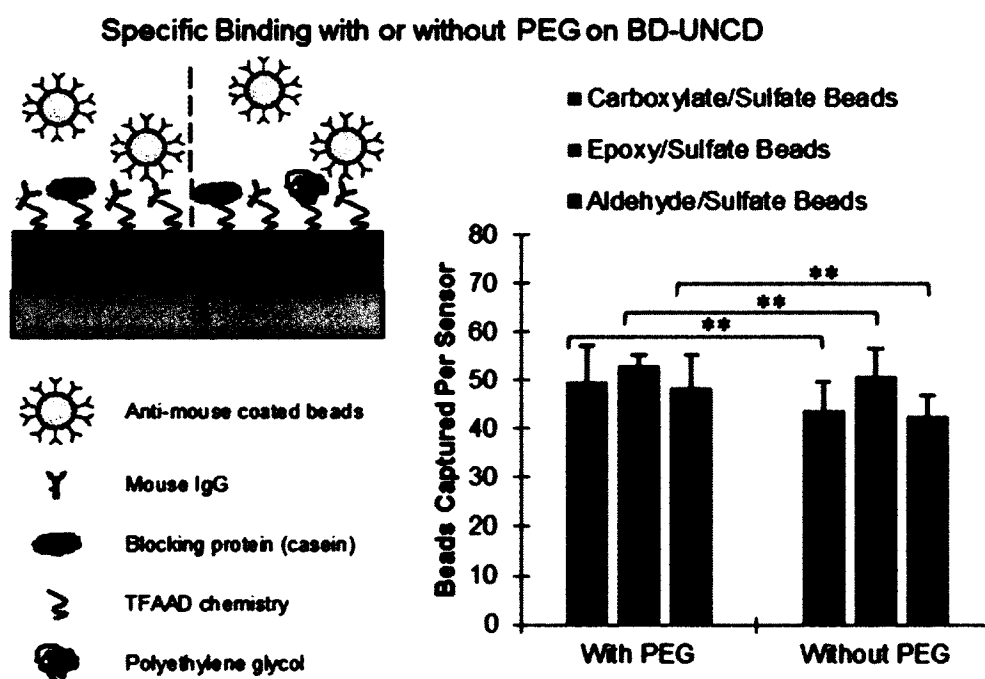 Specific Binding with or without PEG on BD-UNCD
Anti-mouse coated beads
Mouse IgG
Blocking protein (casein)
TFAAD chemistry
Polyethylene glycol
Carboxylate/Sulfate Beads
Epoxy/Sulfate Beads
Aldehyde/Sulfate Beads
Beads Captured Per Sensor
80
70
60
50
40
30
20
10
0
**
**
**
With PEG
Without PEG